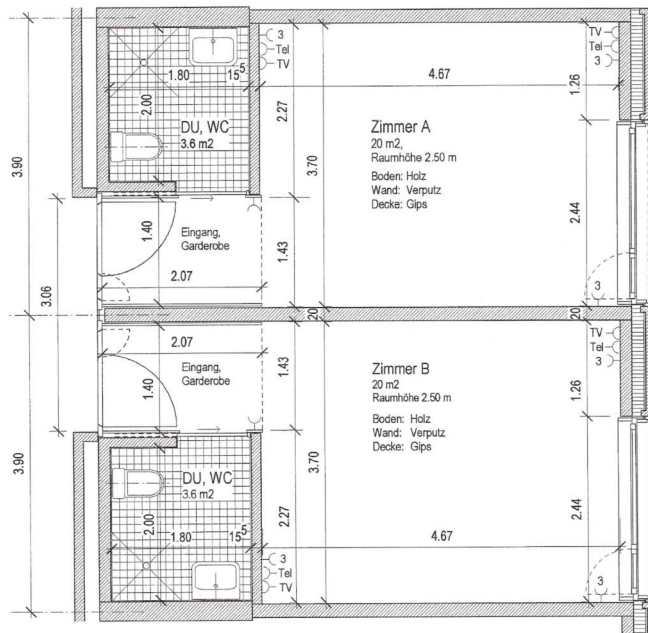 3
Tel
TV
TV
Tel
3
1.80
15⁵
4.67
1.26
2.00
2.27
DU, WC
3.6 m2
Zimmer A
20 m2,
Raumhöhe 2.50 m
Boden: Holz
Wand: Verputz
Decke: Gips
3.90
3.70
2.44
1.40
Eingang,
Garderobe
1.43
2.07
3.06
3
20
20
2.07
TV
Tel
3
1.43
Eingang,
Garderobe
1.40
Zimmer B
20 m2
Raumhöhe 2.50 m
Boden: Holz
Wand: Verputz
Decke: Gips
1.26
3.90
3.70
DU, WC
3.6 m2
2.27
2.44
2.00
1.80
15⁵
4.67
3
Tel
TV
3